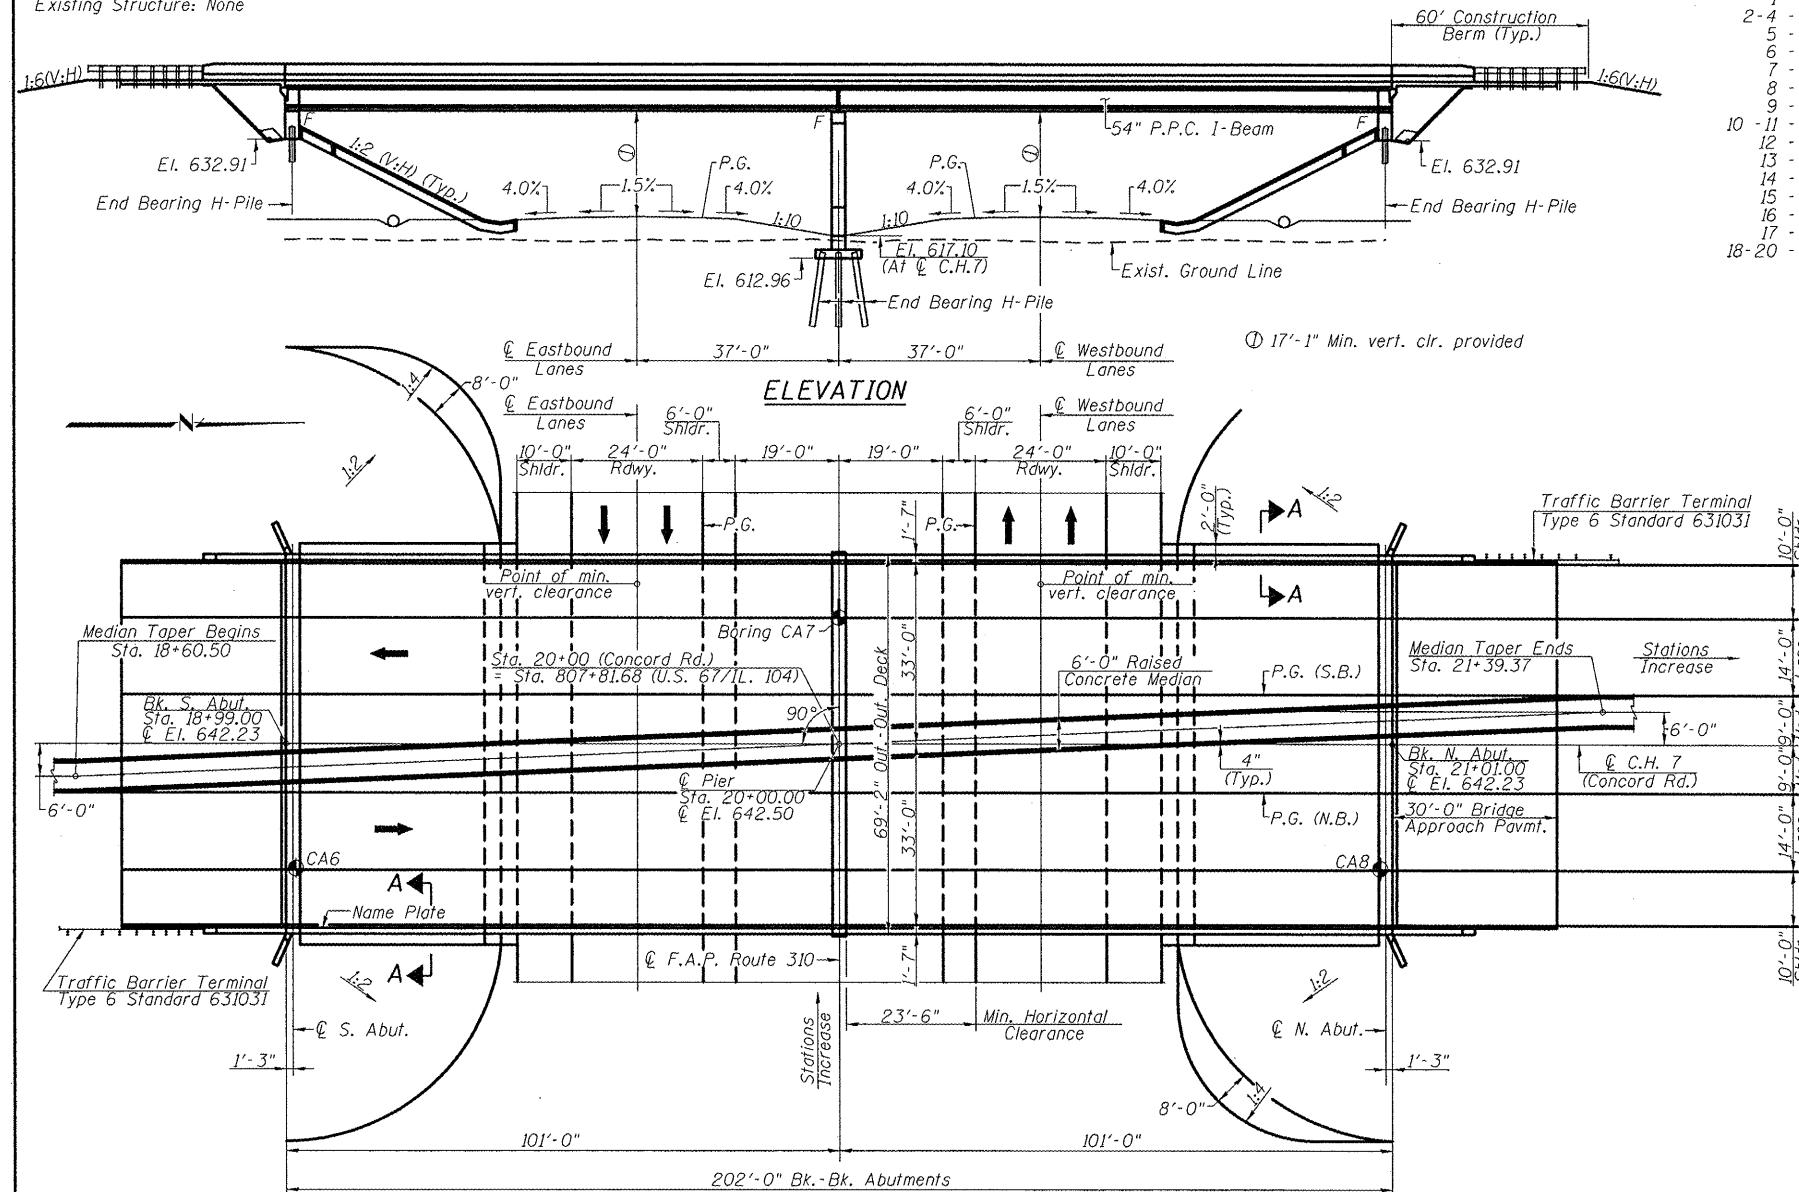 Existing Structure: None
60'-0" Construction
Berm (Typ.)
1
2-4 -
5 -
6 -
7 -
8 -
9 -
10 -11 -
12 -
13 -
14 -
15 -
16 -
17 -
18-20 -
1:6(V:H)
1:6(V:H)
F
F
F
54" P.P.C. I-Beam
1:2 (V:H) (Typ.)
El. 632.91
El. 632.91
End Bearing H-Pile
End Bearing H-Pile
①
①
P.G.
P.G.
4.0%
1.5%
4.0%
4.0%
1.5%
4.0%
1:10
1:10
El. 617.10
(At ℄ C.H.7)
El. 612.96
Exist. Ground Line
End Bearing H-Pile
① 17'-1" Min. vert. clr. provided
℄ Eastbound
Lanes
37'-0"
37'-0"
℄ Westbound
Lanes
ELEVATION
1:4
8'-0"
N
1:2
℄ Eastbound
Lanes
6'-0"
Shldr.
6'-0"
Shldr.
℄ Westbound
Lanes
10'-0"
Shldr.
24'-0"
Rdwy.
19'-0"
19'-0"
24'-0"
Rdwy.
10'-0"
Shldr.
P.G.
P.G.
1'-7"
2'-0"
(Typ.)
A
A
1:2
Traffic Barrier Terminal
Type 6 Standard 631031
10'-0"
Point of min.
vert. clearance
Point of min.
vert. clearance
Boring CA7
Median Taper Begins
Sta. 18+60.50
Sta. 20+00 (Concord Rd.)
= Sta. 807+81.68 (U.S. 67/IL. 104)
90°
69'-2" Out.-Out. Deck
33'-0"
33'-0"
6'-0" Raised
Concrete Median
P.G. (S.B.)
Median Taper Ends
Sta. 21+39.37
Stations
Increase
14'-0"
Bk. S. Abut.
Sta. 18+99.00
℄ El. 642.23
6'-0"
6'-0"
9'-0"
9'-0"
℄ Pier
Sta. 20+00.00
℄ El. 642.50
4"
(Typ.)
Bk. N. Abut.
Sta. 21+01.00
℄ El. 642.23
℄ C.H. 7
(Concord Rd.)
P.G. (N.B.)
30'-0" Bridge
Approach Pavmt.
14'-0"
CA6
CA8
A
Name Plate
℄ F.A.P. Route 310
1'-7"
A
1:2
1:2
10'-0"
Traffic Barrier Terminal
Type 6 Standard 631031
℄ S. Abut.
℄ N. Abut.
Stations
Increase
23'-6"
Min. Horizontal
Clearance
1'-3"
1'-3"
8'-0"
1:4
101'-0"
101'-0"
202'-0" Bk.-Bk. Abutments